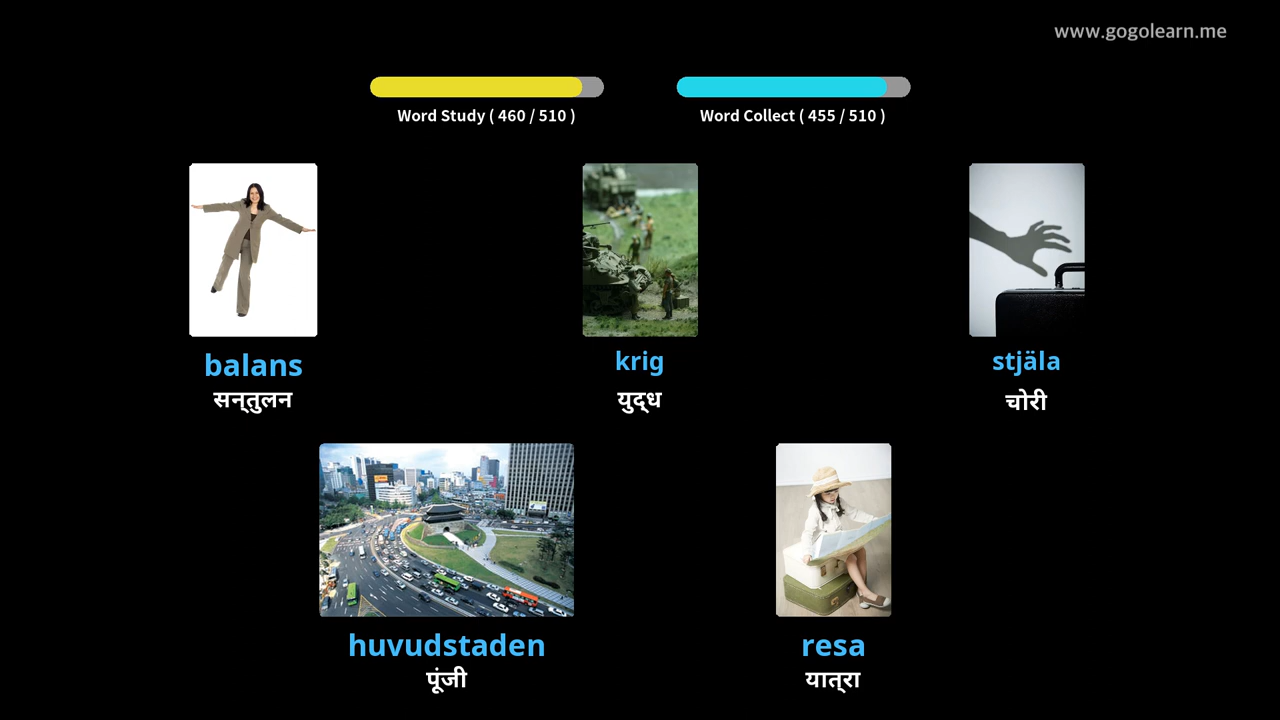 www.gogolearn.me
Word Study ( 460 / 510 )
Word Collect ( 455 / 510 )
balans
krig
stjäla
सन्तुलन
युद्ध
चोरी
huvudstaden
resa
पूंजी
यात्रा